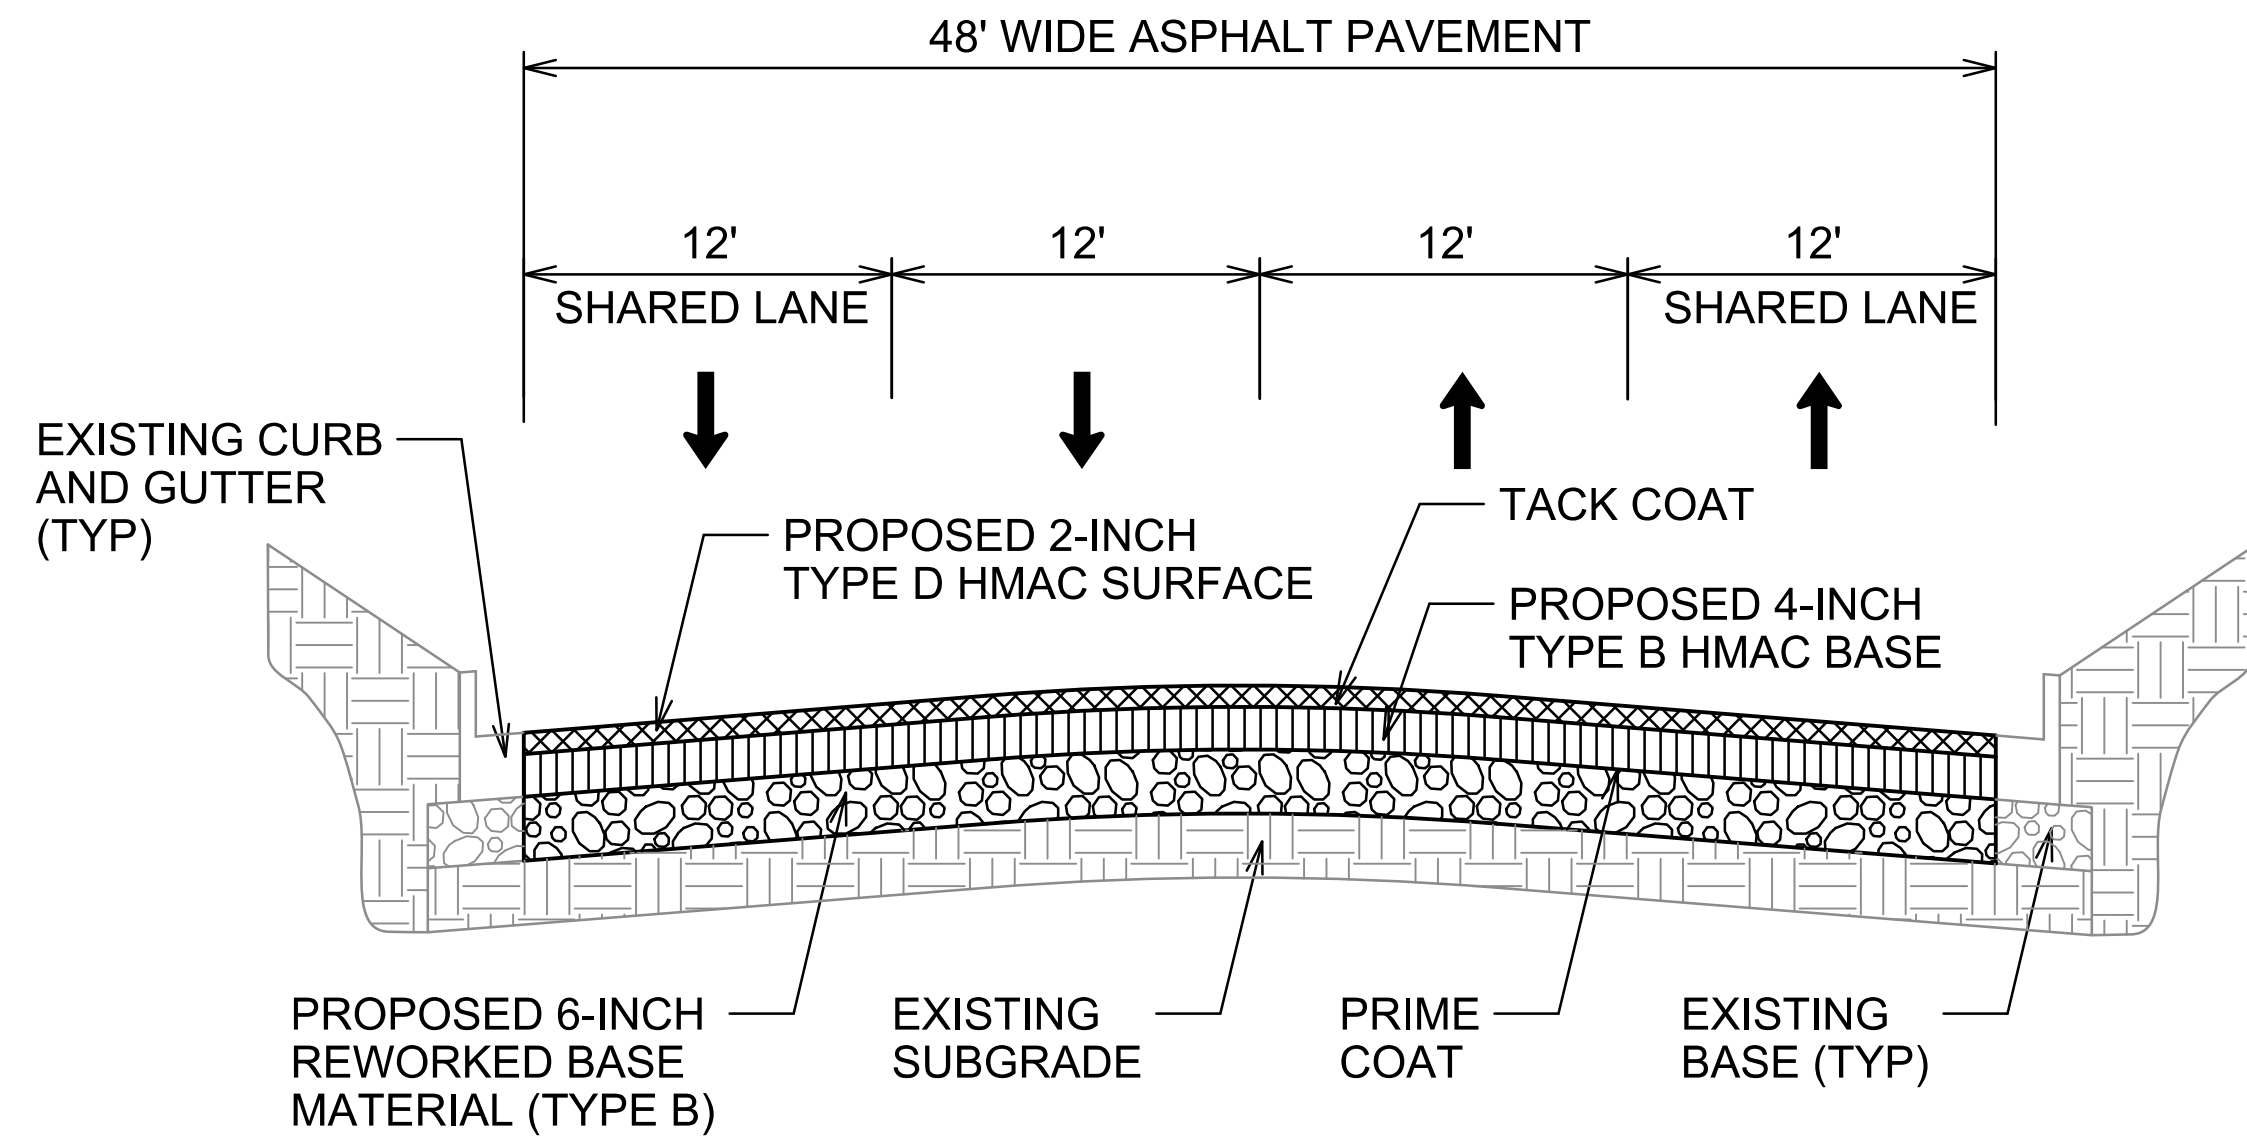 48' WIDE ASPHALT PAVEMENT
12'
12'
12'
12'
SHARED LANE
SHARED LANE
EXISTING CURB
AND GUTTER
(TYP)
TACK COAT
PROPOSED 2-INCH
TYPE D HMAC SURFACE
PROPOSED 4-INCH
TYPE B HMAC BASE
PROPOSED 6-INCH
REWORKED BASE
MATERIAL (TYPE B)
EXISTING
SUBGRADE
PRIME
COAT
EXISTING
BASE (TYP)